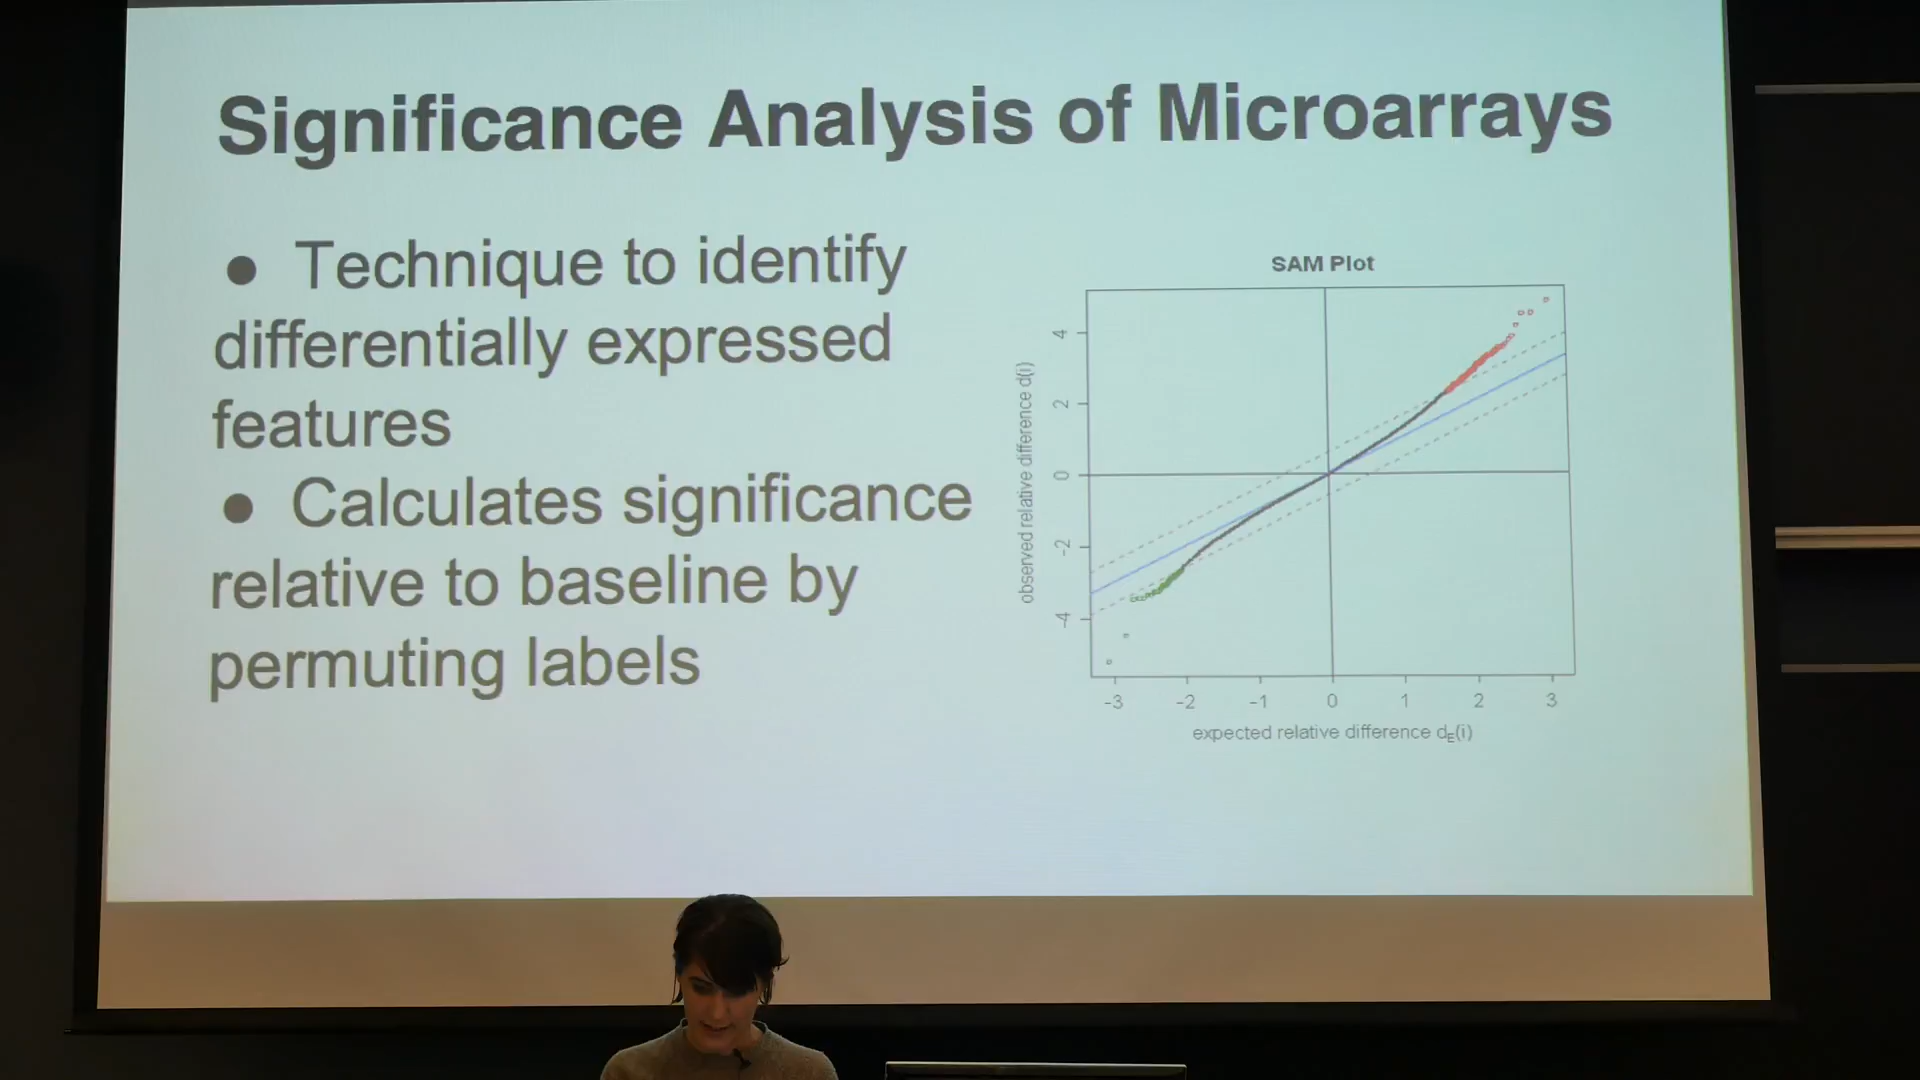 Significance Analysis of Microarrays
● Technique to identify
differentially expressed
features
● Calculates significance
relative to baseline by
permuting labels
SAM Plot
observed relative difference d(i)
4
2
0
-2
-4
-3 -2 -1 0 1 2 3
expected relative difference dE(i)